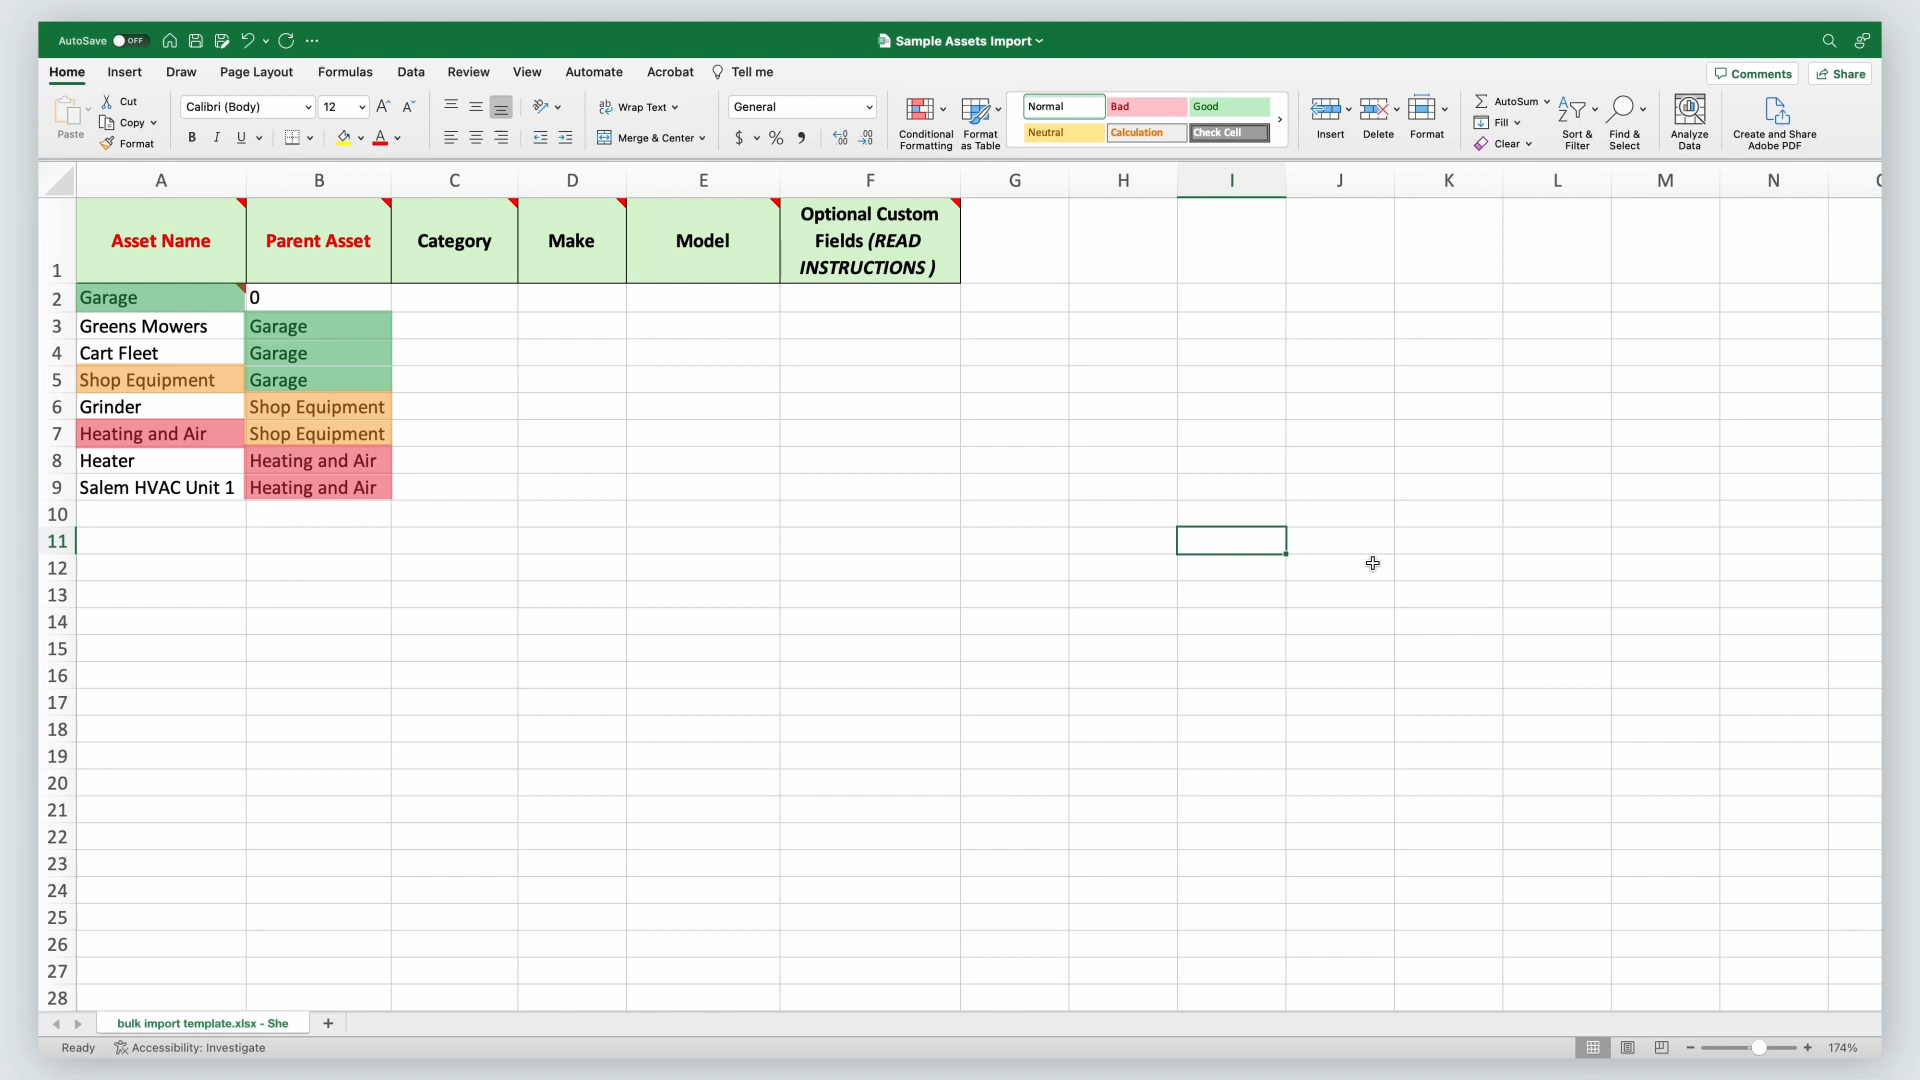 AutoSave OFF
Sample Assets Import
Home Insert Draw Page Layout Formulas Data Review View Automate Acrobat Tell me
Comments Share
Paste
Cut
Copy
Format
Calibri (Body) 12
B I U
Wrap Text
Merge & Center
General
$ % ,
Conditional Formatting
Format as Table
Normal Bad Good
Neutral Calculation Check Cell
Insert Delete Format
AutoSum
Fill
Clear
Sort & Filter
Find & Select
Analyze Data
Create and Share Adobe PDF
A B C D E F G H I J K L M N
1 Asset Name Parent Asset Category Make Model Optional Custom
Fields (READ
INSTRUCTIONS )
2 Garage 0
3 Greens Mowers Garage
4 Cart Fleet Garage
5 Shop Equipment Garage
6 Grinder Shop Equipment
7 Heating and Air Shop Equipment
8 Heater Heating and Air
9 Salem HVAC Unit 1 Heating and Air
10
11
12
13
14
15
16
17
18
19
20
21
22
23
24
25
26
27
28
bulk import template.xlsx - She +
Ready Accessibility: Investigate
174%